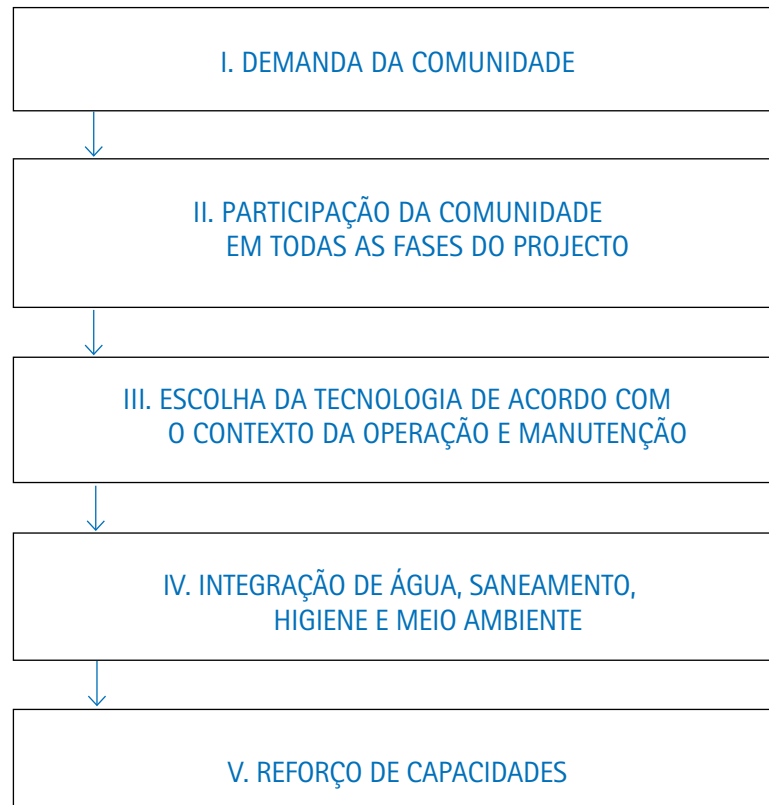 I. DEMANDA DA COMUNIDADE
II. PARTICIPAÇÃO DA COMUNIDADE
EM TODAS AS FASES DO PROJECTO
III. ESCOLHA DA TECNOLOGIA DE ACORDO COM
O CONTEXTO DA OPERAÇÃO E MANUTENÇÃO
IV. INTEGRAÇÃO DE ÁGUA, SANEAMENTO,
HIGIENE E MEIO AMBIENTE
V. REFORÇO DE CAPACIDADES